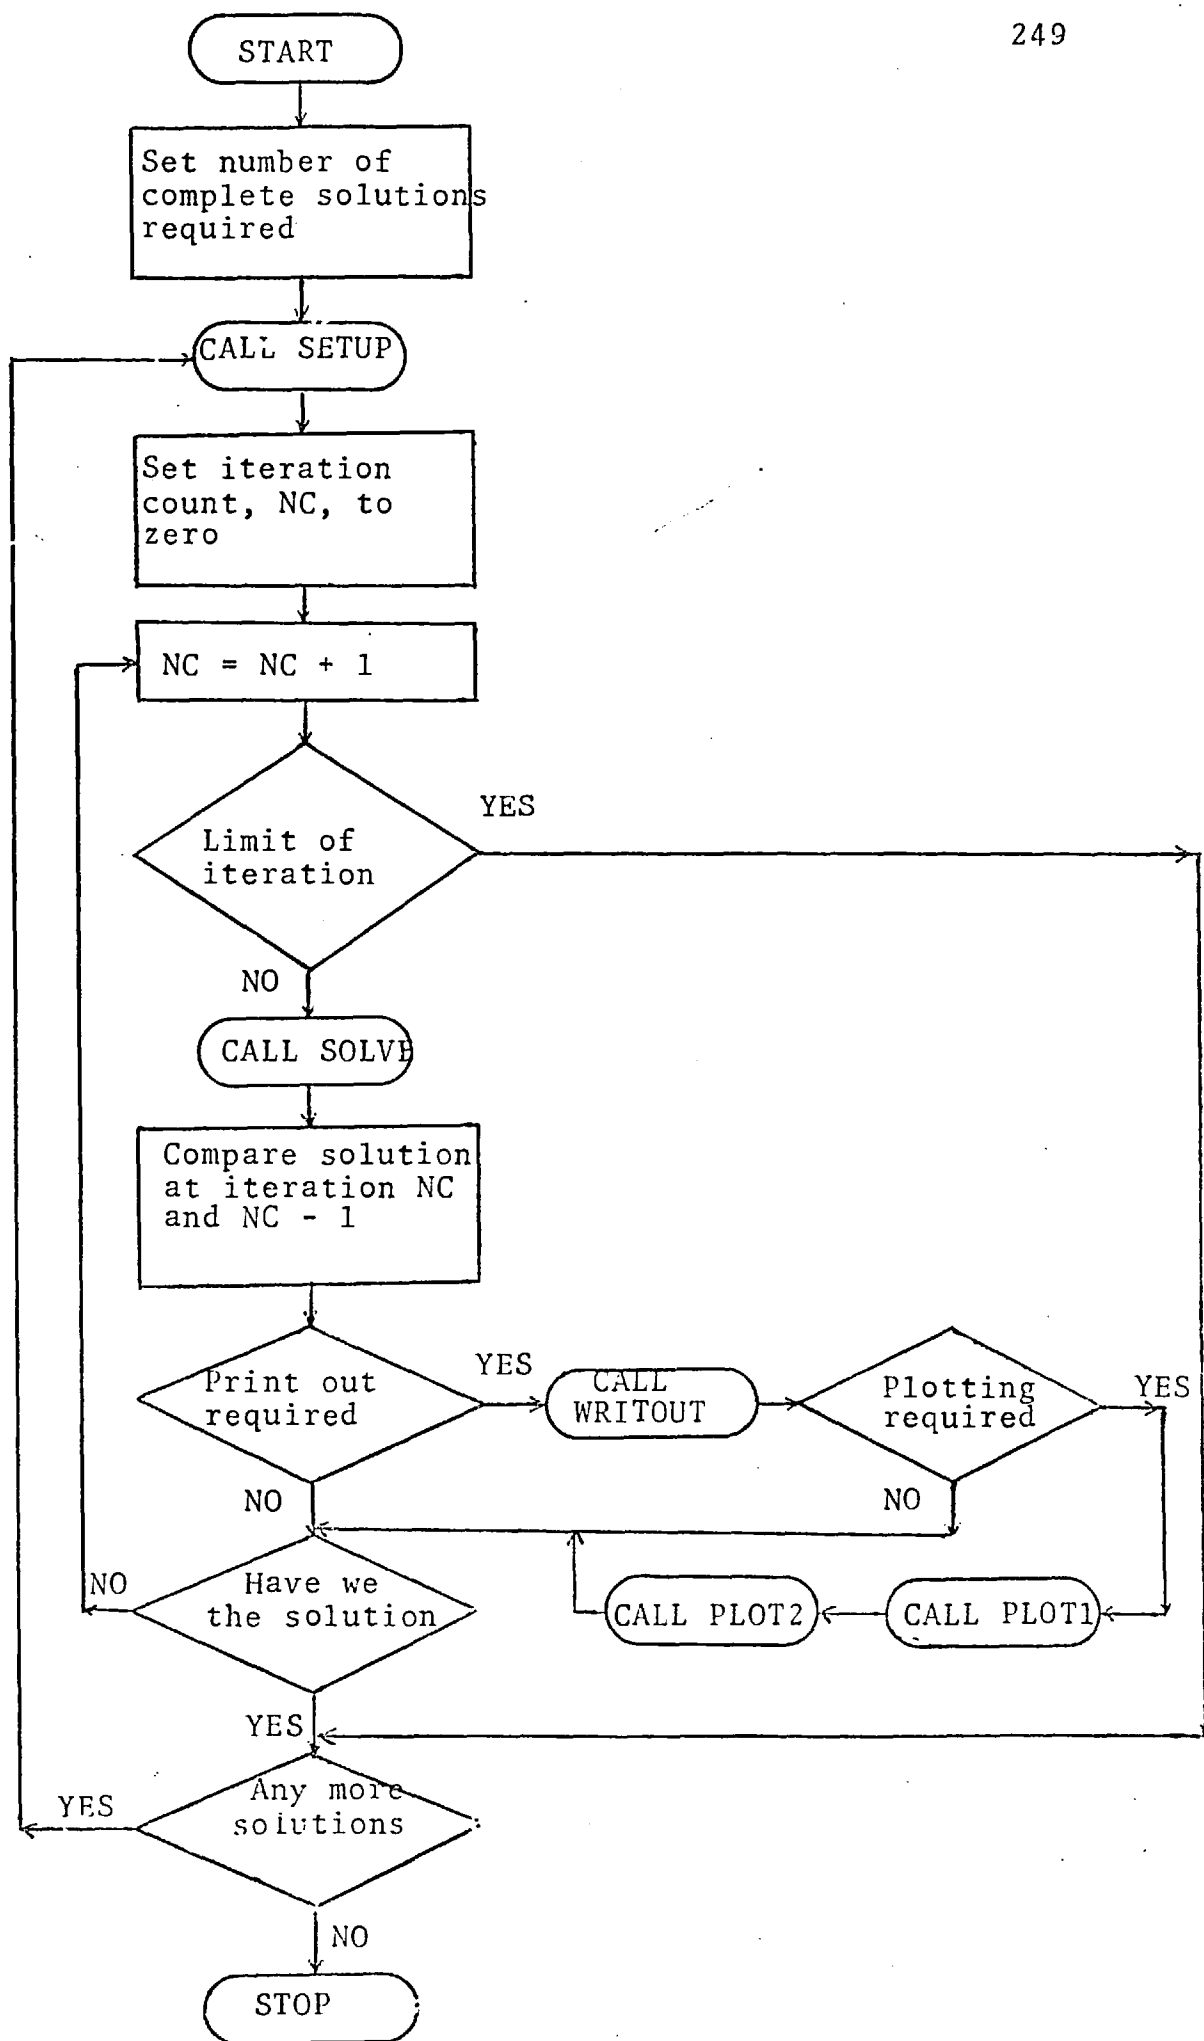 249
START
Set number of
complete solutions
required
CALL SETUP
Set iteration
count, NC, to
zero
NC = NC + 1
Limit of
iteration
YES
NO
CALL SOLVE
Compare solution
at iteration NC
and NC - 1
Print out
required
YES
CALL
WRITOUT
Plotting
required
YES
NO
NO
Have we
the solution
NO
CALL PLOT2
CALL PLOT1
YES
Any more
solutions
YES
NO
STOP